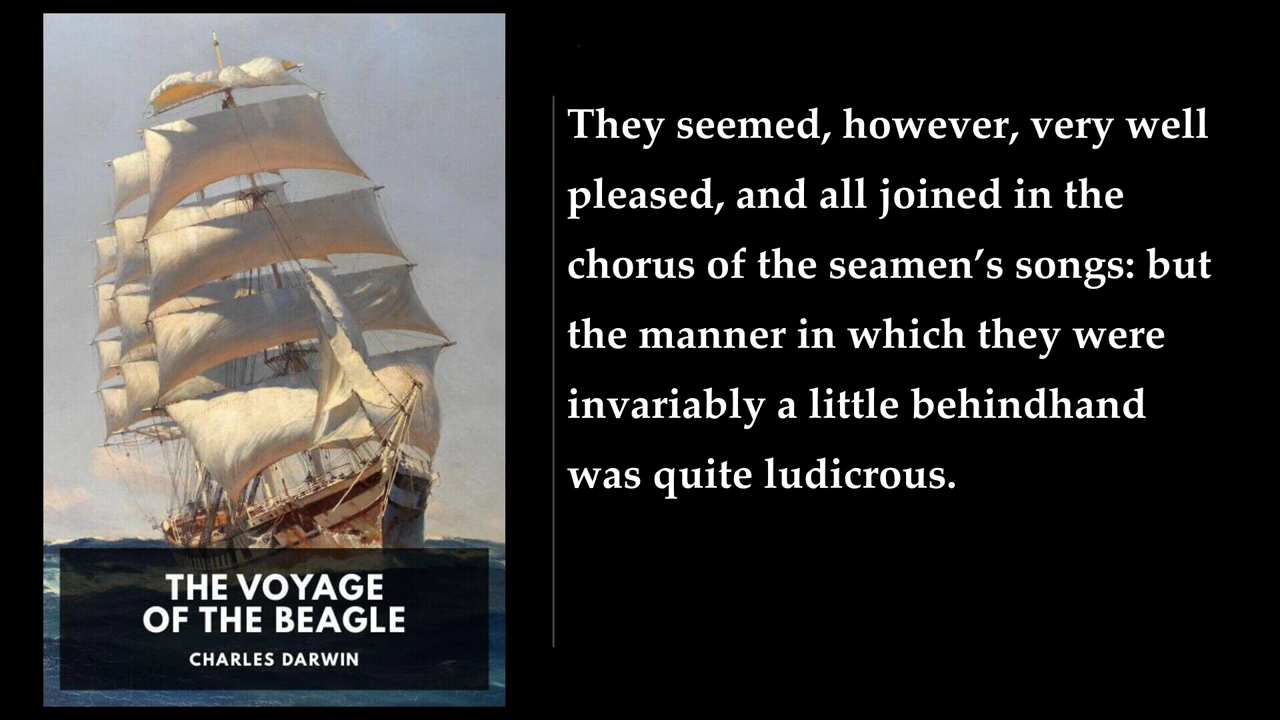 They seemed, however, very well
pleased, and all joined in the
chorus of the seamen’s songs: but
the manner in which they were
invariably a little behindhand
was quite ludicrous.
THE VOYAGE
OF THE BEAGLE
CHARLES DARWIN